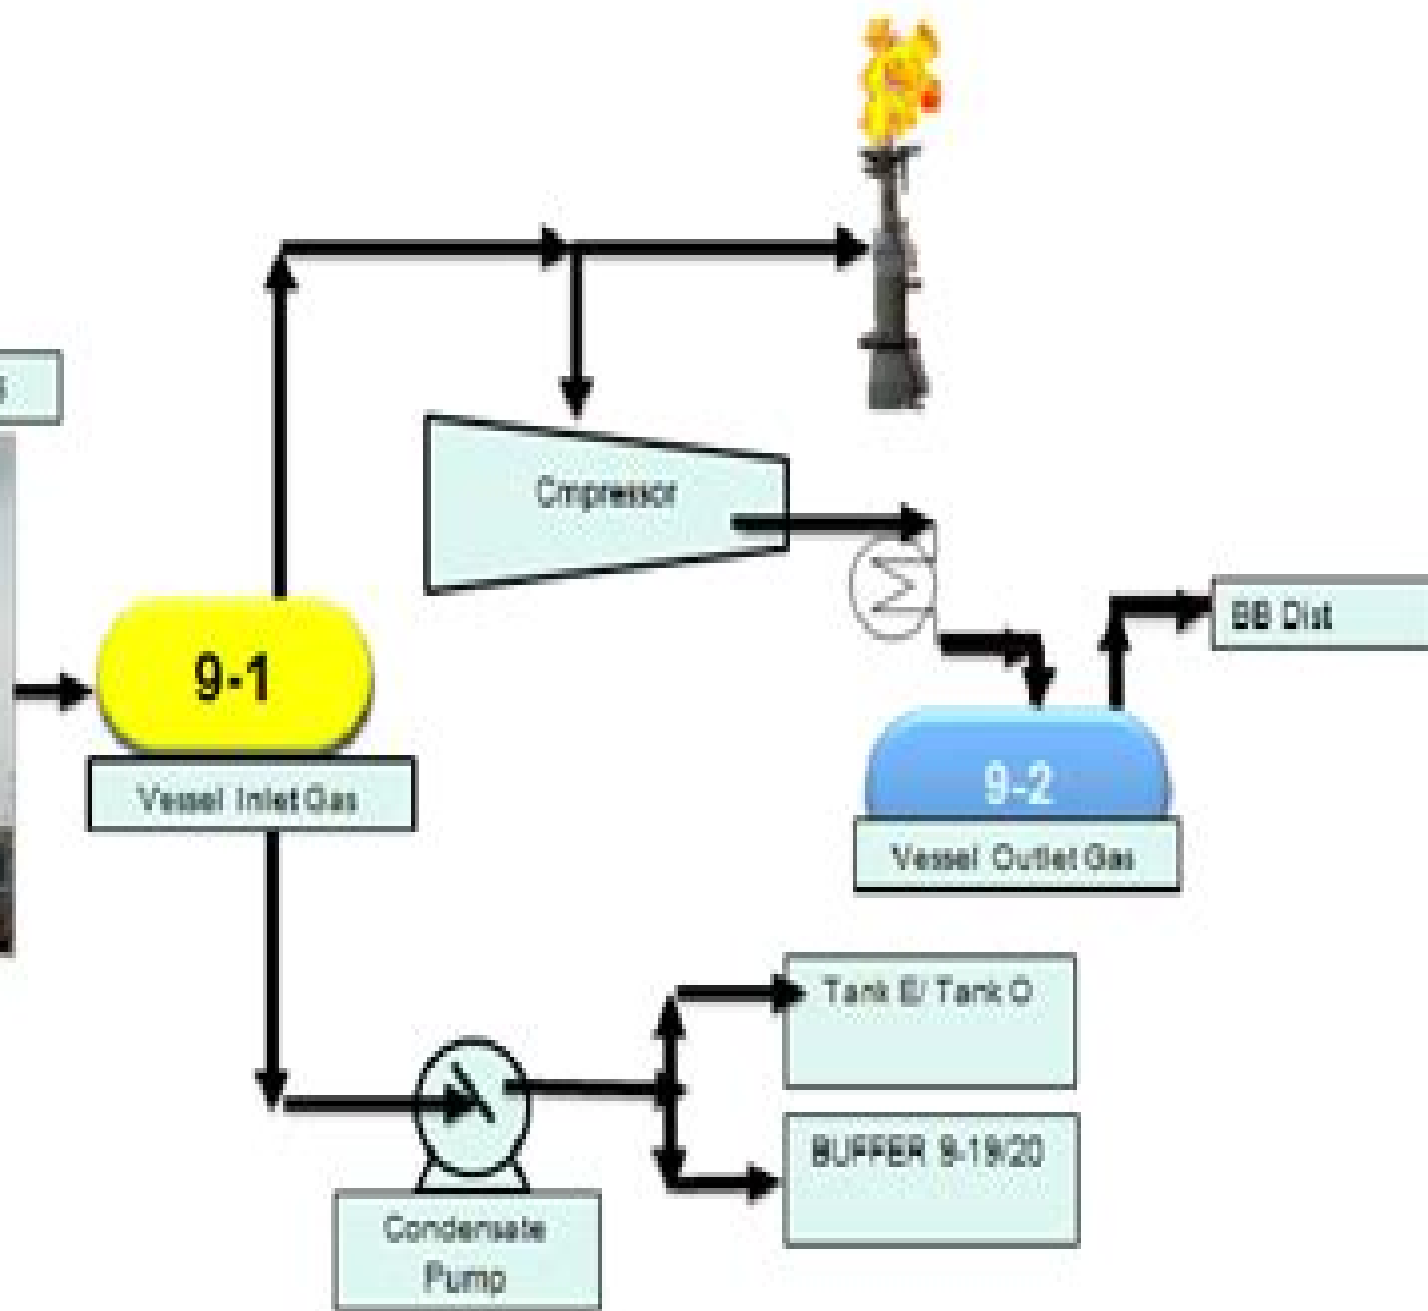 Cmpressor
9-1
BB Dist
Vessel Inlet Gas
9-2
Vessel Outlet Gas
Tank E/ Tank O
BUFFER 9-19/20
Condensate
Pump